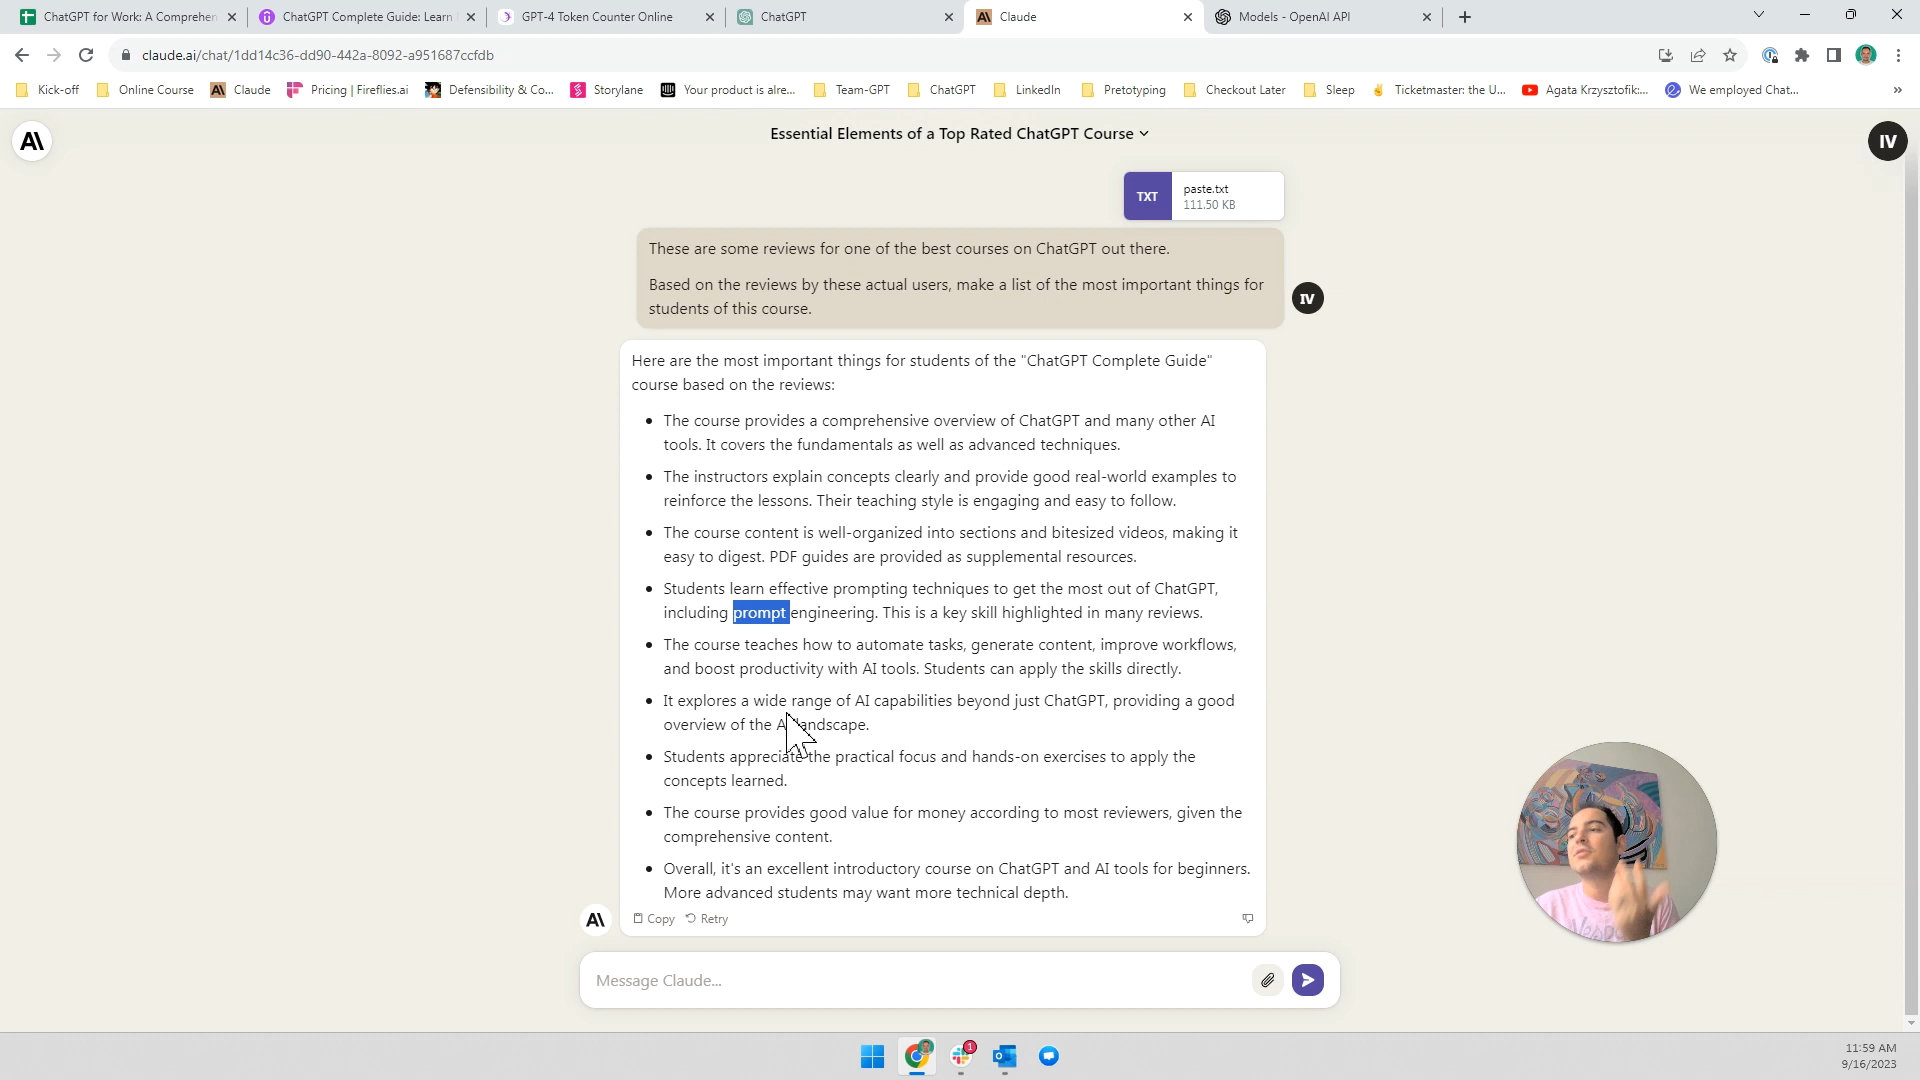 ChatGPT for Work: A Comprehen
ChatGPT Complete Guide: Learn
GPT-4 Token Counter Online
ChatGPT
Claude
Models - OpenAI API
claude.ai/chat/1dd14c36-dd90-442a-8092-a951687ccfdb
Kick-off
Online Course
Claude
Pricing | Fireflies.ai
Defensibility & Co...
Storylane
Your product is alre...
Team-GPT
ChatGPT
LinkedIn
Pretotyping
Checkout Later
Sleep
Ticketmaster: the U...
Agata Krzysztofik:...
We employed Chat...
»
Essential Elements of a Top Rated ChatGPT Course
IV
TXT
paste.txt
111.50 KB
These are some reviews for one of the best courses on ChatGPT out there.
Based on the reviews by these actual users, make a list of the most important things for
students of this course.
IV
Here are the most important things for students of the "ChatGPT Complete Guide"
course based on the reviews:
• The course provides a comprehensive overview of ChatGPT and many other AI
tools. It covers the fundamentals as well as advanced techniques.
• The instructors explain concepts clearly and provide good real-world examples to
reinforce the lessons. Their teaching style is engaging and easy to follow.
• The course content is well-organized into sections and bitesized videos, making it
easy to digest. PDF guides are provided as supplemental resources.
• Students learn effective prompting techniques to get the most out of ChatGPT,
including prompt engineering. This is a key skill highlighted in many reviews.
• The course teaches how to automate tasks, generate content, improve workflows,
and boost productivity with AI tools. Students can apply the skills directly.
• It explores a wide range of AI capabilities beyond just ChatGPT, providing a good
overview of the AI landscape.
• Students appreciate the practical focus and hands-on exercises to apply the
concepts learned.
• The course provides good value for money according to most reviewers, given the
comprehensive content.
• Overall, it's an excellent introductory course on ChatGPT and AI tools for beginners.
More advanced students may want more technical depth.
Copy
Retry
Message Claude...
1
11:59 AM
9/16/2023